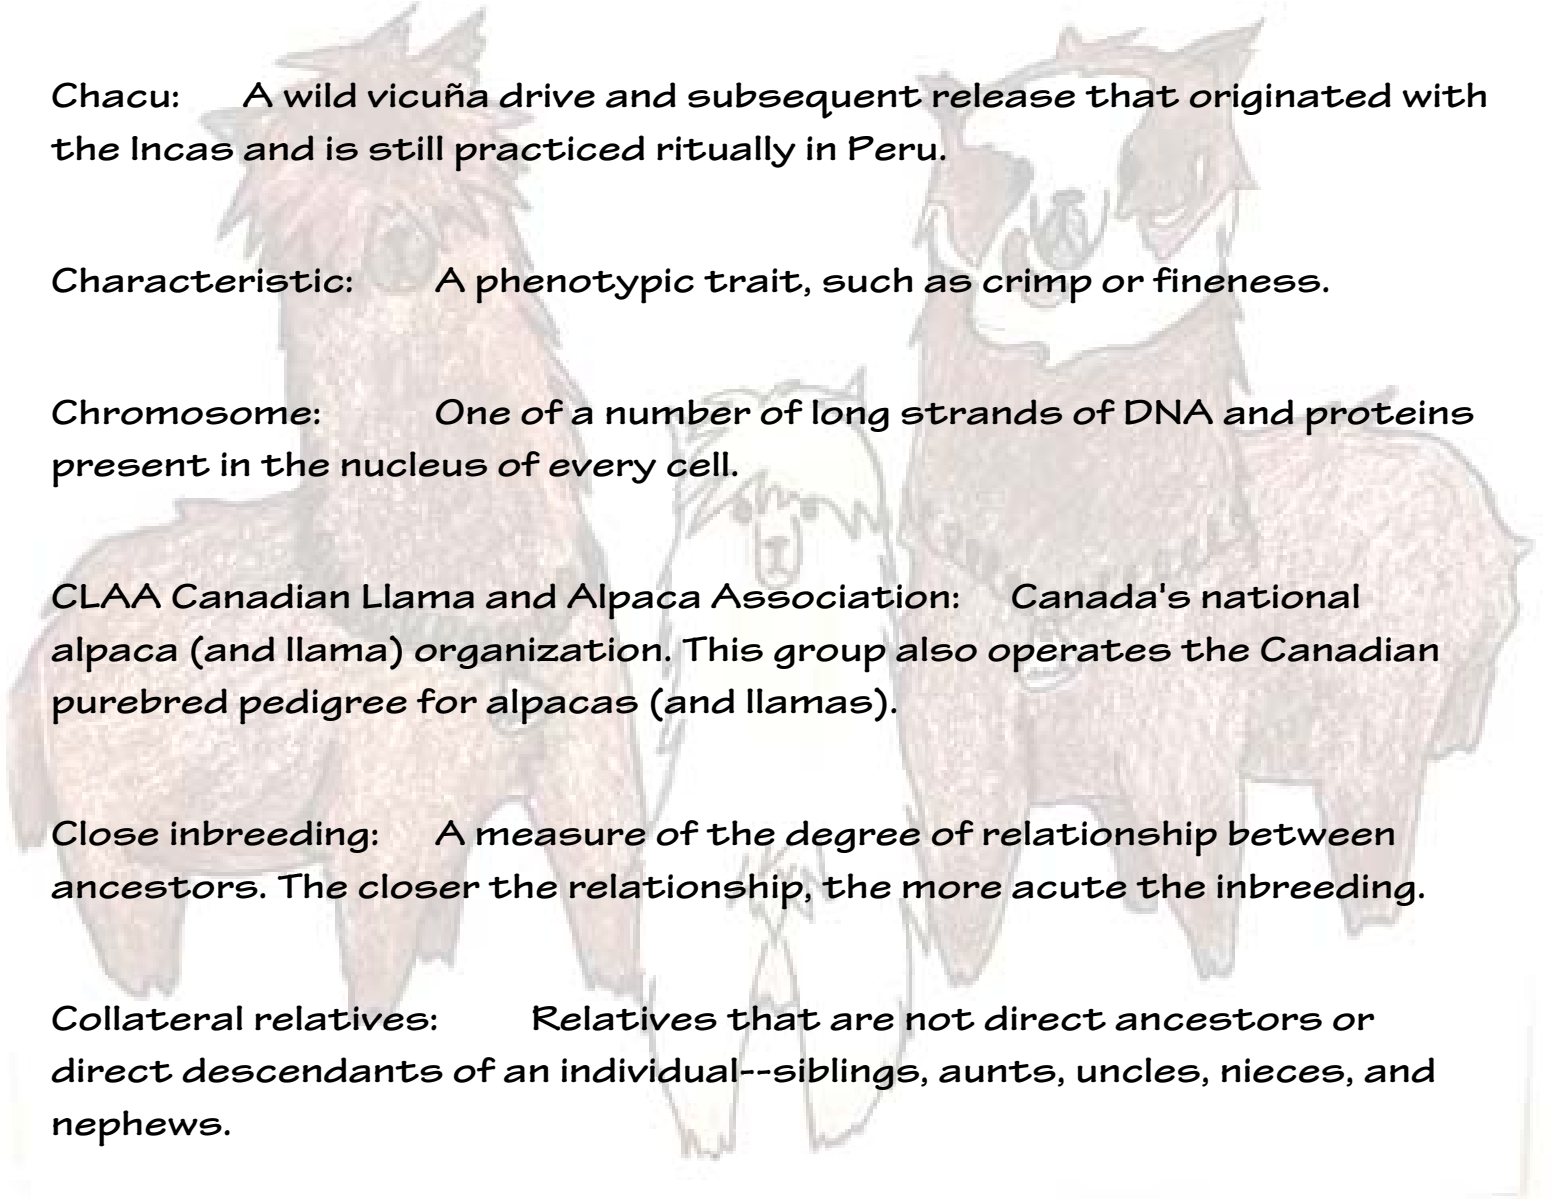 Chacu: A wild vicuña drive and subsequent release that originated with
the Incas and is still practiced ritually in Peru.
Characteristic: A phenotypic trait, such as crimp or fineness.
Chromosome: One of a number of long strands of DNA and proteins
present in the nucleus of every cell.
CLAA Canadian Llama and Alpaca Association: Canada's national
alpaca (and llama) organization. This group also operates the Canadian
purebred pedigree for alpacas (and llamas).
Close inbreeding: A measure of the degree of relationship between
ancestors. The closer the relationship, the more acute the inbreeding.
Collateral relatives: Relatives that are not direct ancestors or
direct descendants of an individual--siblings, aunts, uncles, nieces, and
nephews.